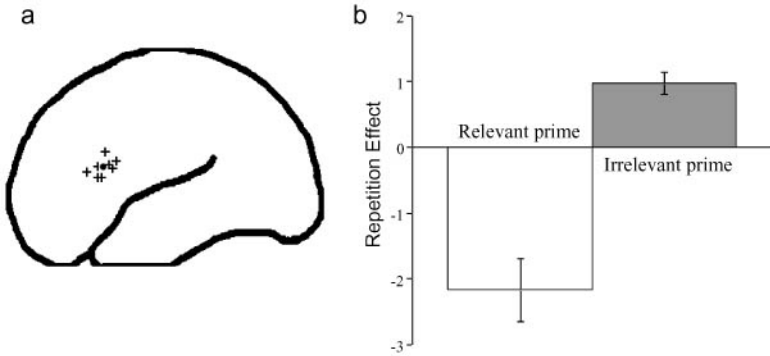 a
b
2
1
Relevant prime
0
Irrelevant prime
-1
-2
-3
Repetition Effect